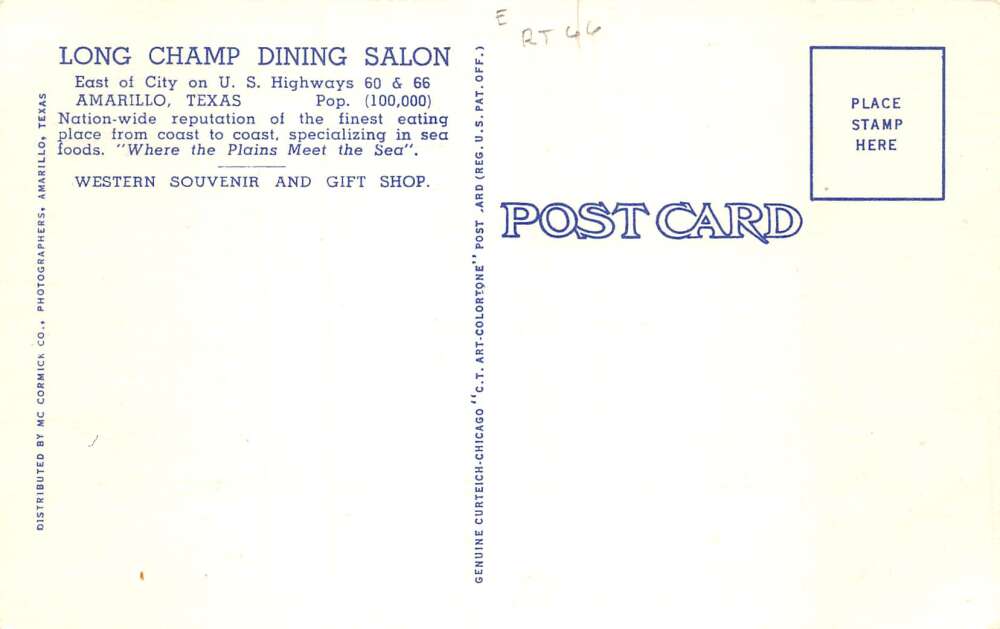 LONG CHAMP DINING SALON
East of City on U. S. Highways 60 & 66
AMARILLO, TEXAS Pop. (100,000)
Nation-wide reputation of the finest eating
place from coast to coast, specializing in sea
foods. "Where the Plains Meet the Sea".
WESTERN SOUVENIR AND GIFT SHOP.
DISTRIBUTED BY MC CORMICK CO., PHOTOGRAPHERS, AMARILLO, TEXAS
GENUINE CURTEICH-CHICAGO "C.T. ART-COLORTONE" POST .ARD (REG. U.S. PAT. OFF.)
E
RT 66
POST CARD
PLACE
STAMP
HERE